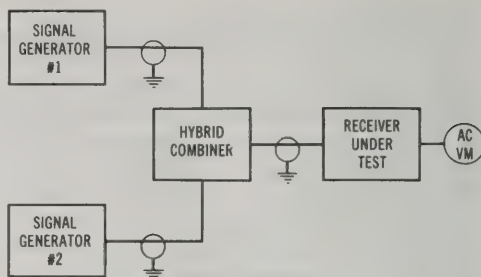 SIGNAL
GENERATOR
#1
HYBRID
COMBINER
RECEIVER
UNDER
TEST
AC
VM
SIGNAL
GENERATOR
#2